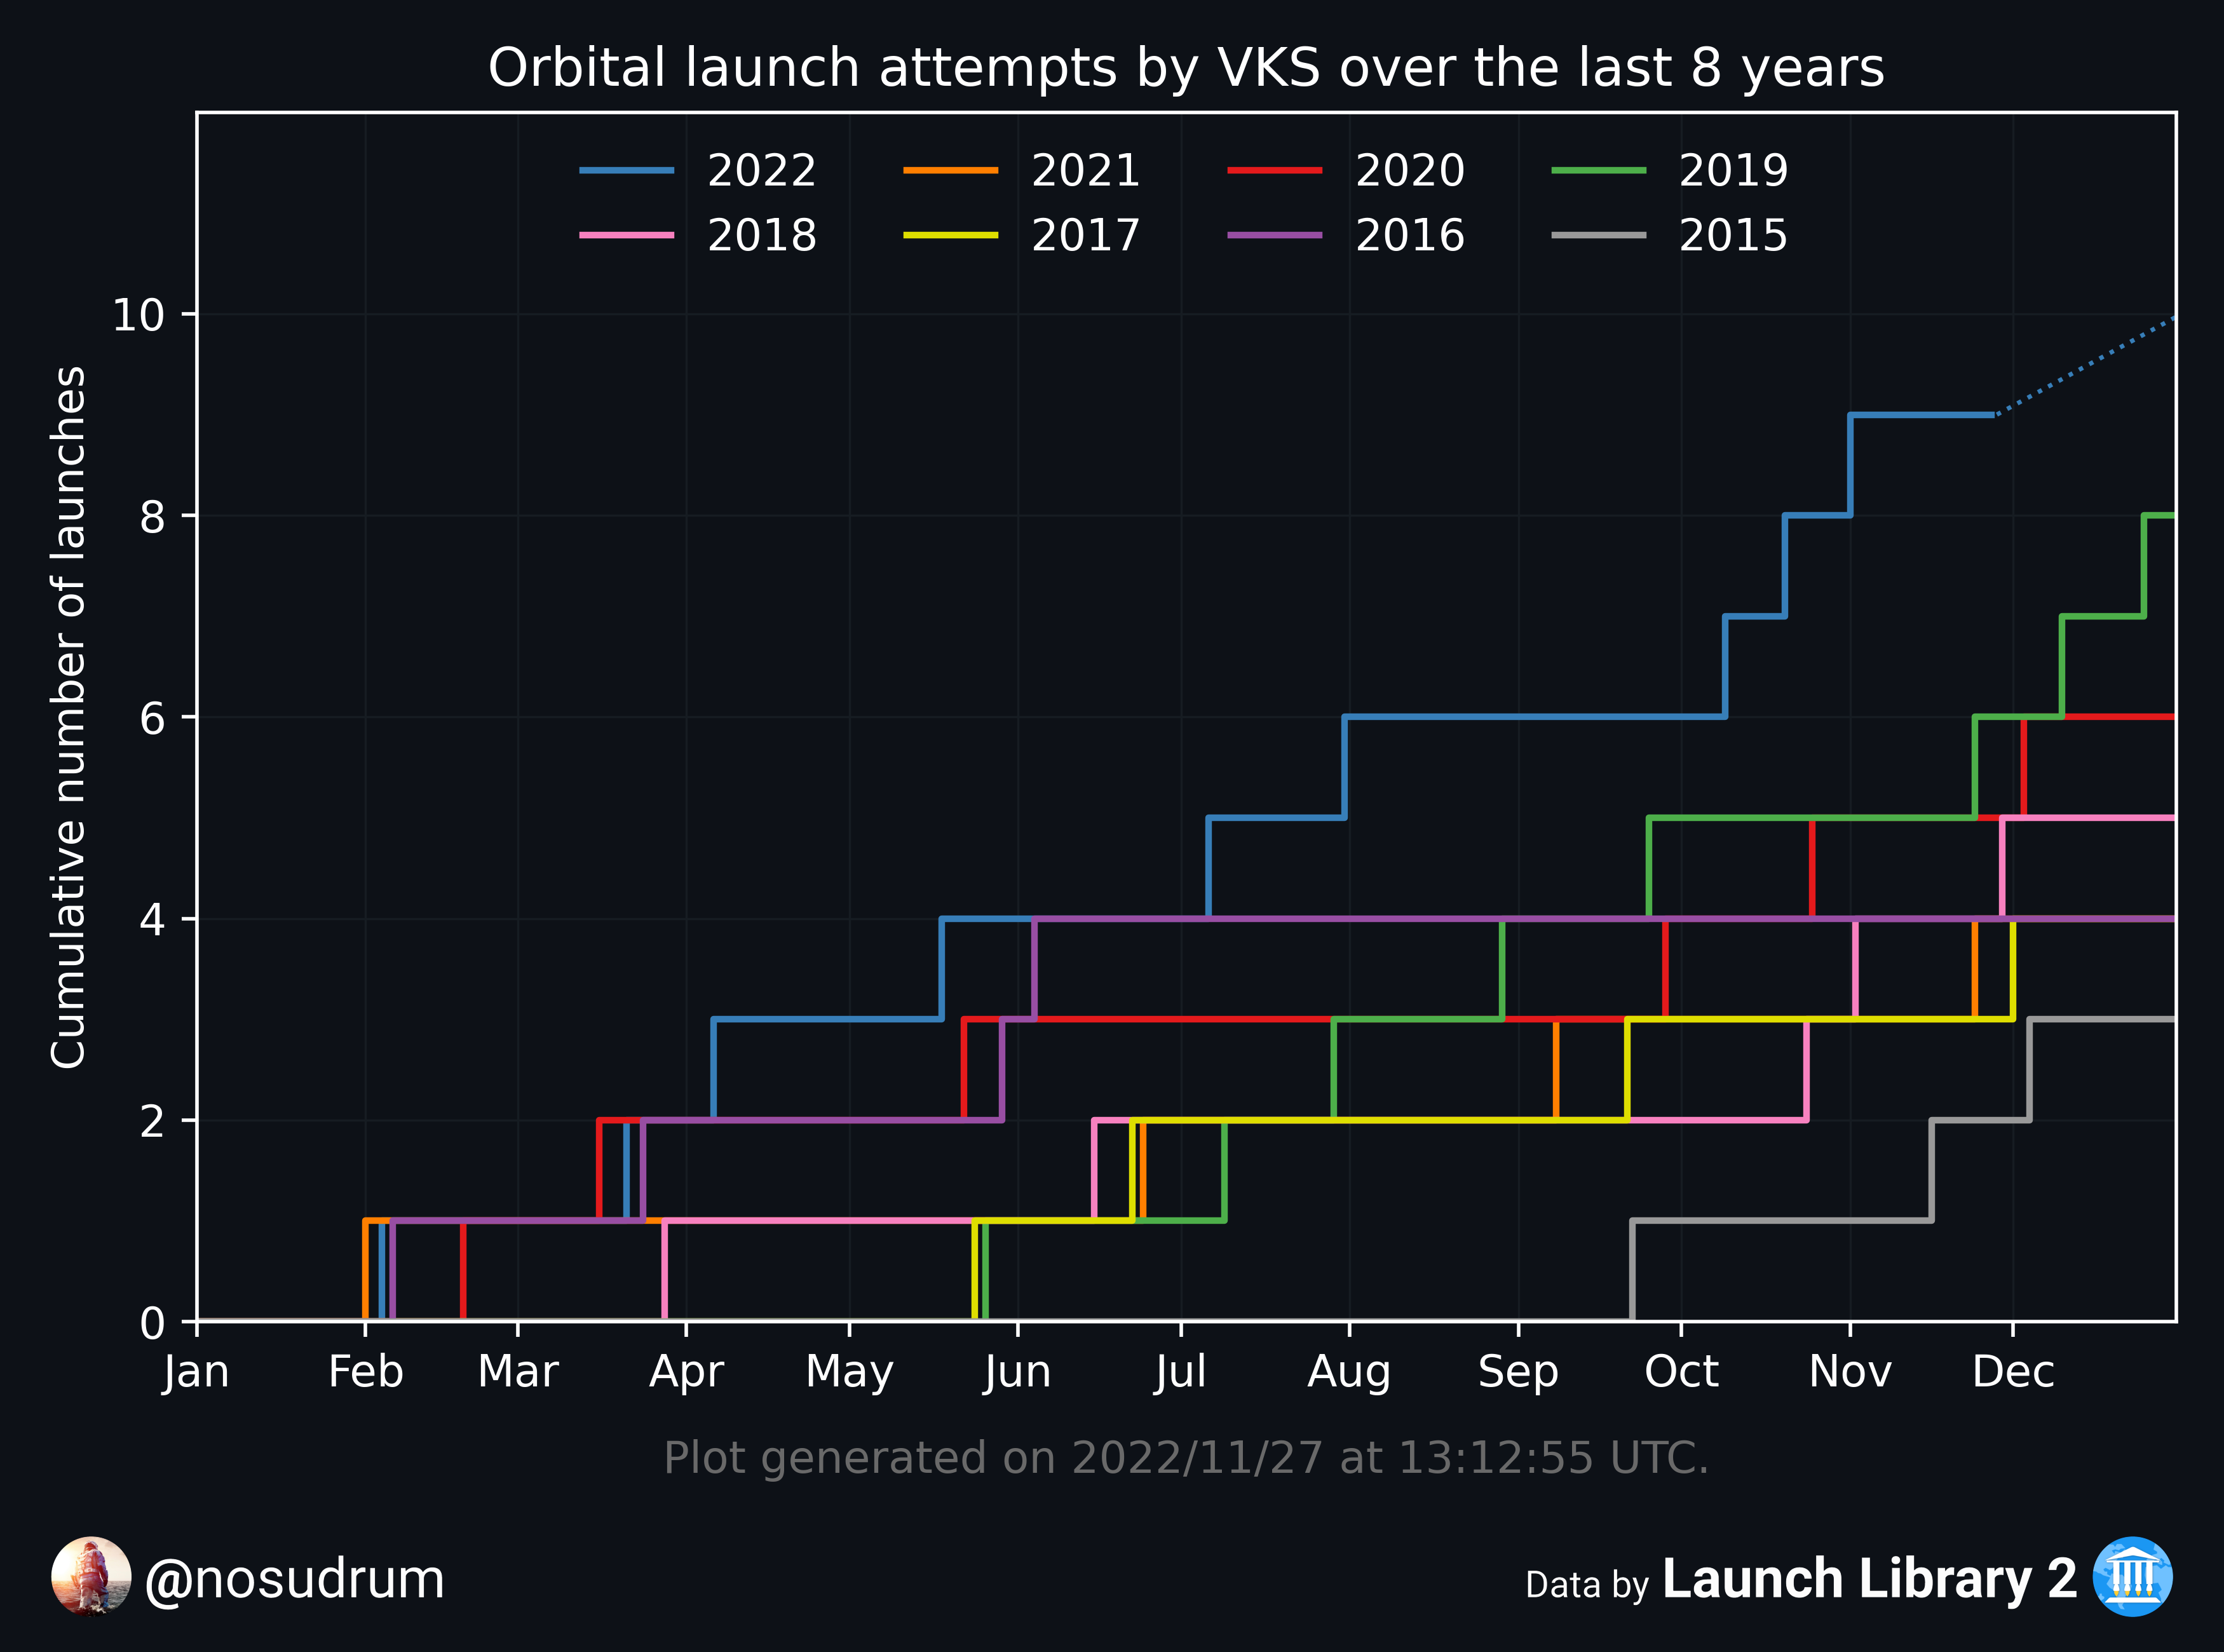 Orbital launch attempts by VKS over the last 8 years
2022 2021 2020 2019
2018 2017 2016 2015
Cumulative number of launches
10
8
6
4
2
0
Jan Feb Mar Apr May Jun Jul Aug Sep Oct Nov Dec
Plot generated on 2022/11/27 at 13:12:55 UTC.
@nosudrum
Data by Launch Library 2